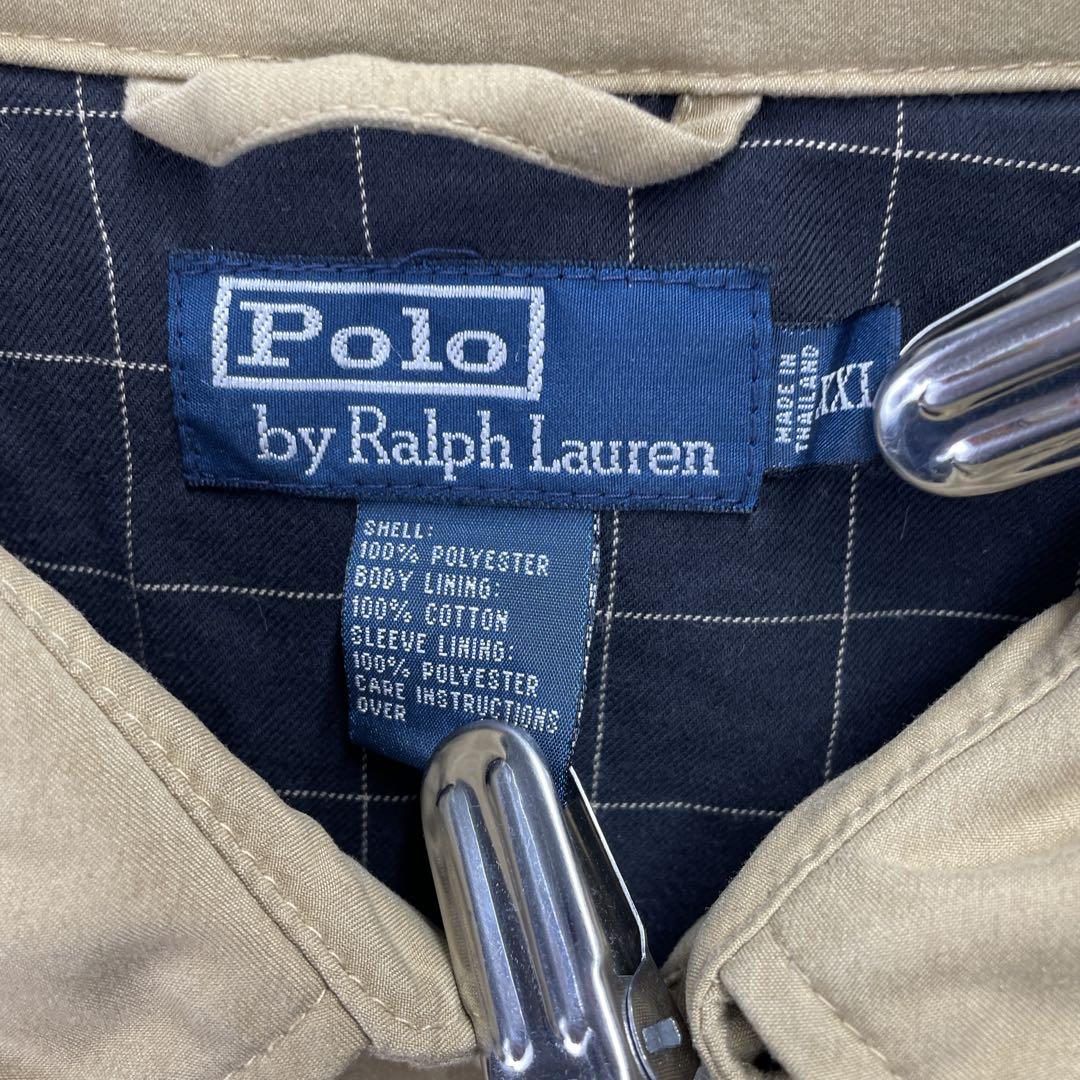 Polo
by Ralph Lauren
MADE IN
THAILAND
XXL
SHELL:
100% POLYESTER
BODY LINING:
100% COTTON
SLEEVE LINING:
100% POLYESTER
CARE INSTRUCTIONS
OVER